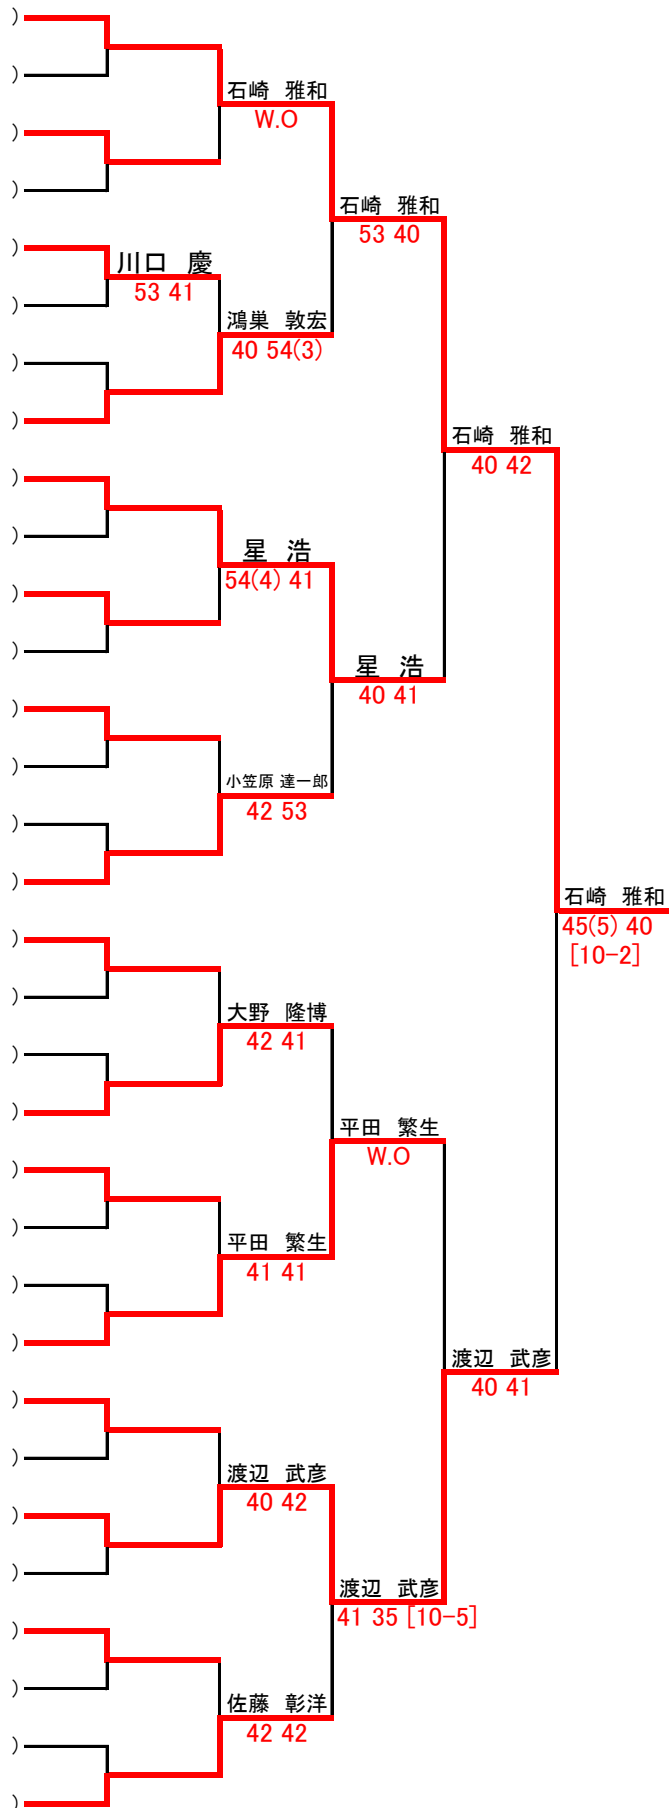 )
)
石崎 雅和
W.O
)
)
石崎 雅和
53 40
)
川口 慶
53 41
)
鴻巣 敦宏
40 54(3)
)
)
石崎 雅和
40 42
)
)
星 浩
54(4) 41
)
)
星 浩
40 41
)
)
小笠原 達一郎
42 53
)
)
石崎 雅和
45(5) 40
[10-2]
)
)
大野 隆博
42 41
)
)
平田 繁生
W.O
)
)
平田 繁生
41 41
)
)
渡辺 武彦
40 41
)
)
渡辺 武彦
40 42
)
)
渡辺 武彦
41 35 [10-5]
)
)
佐藤 彰洋
42 42
)
)